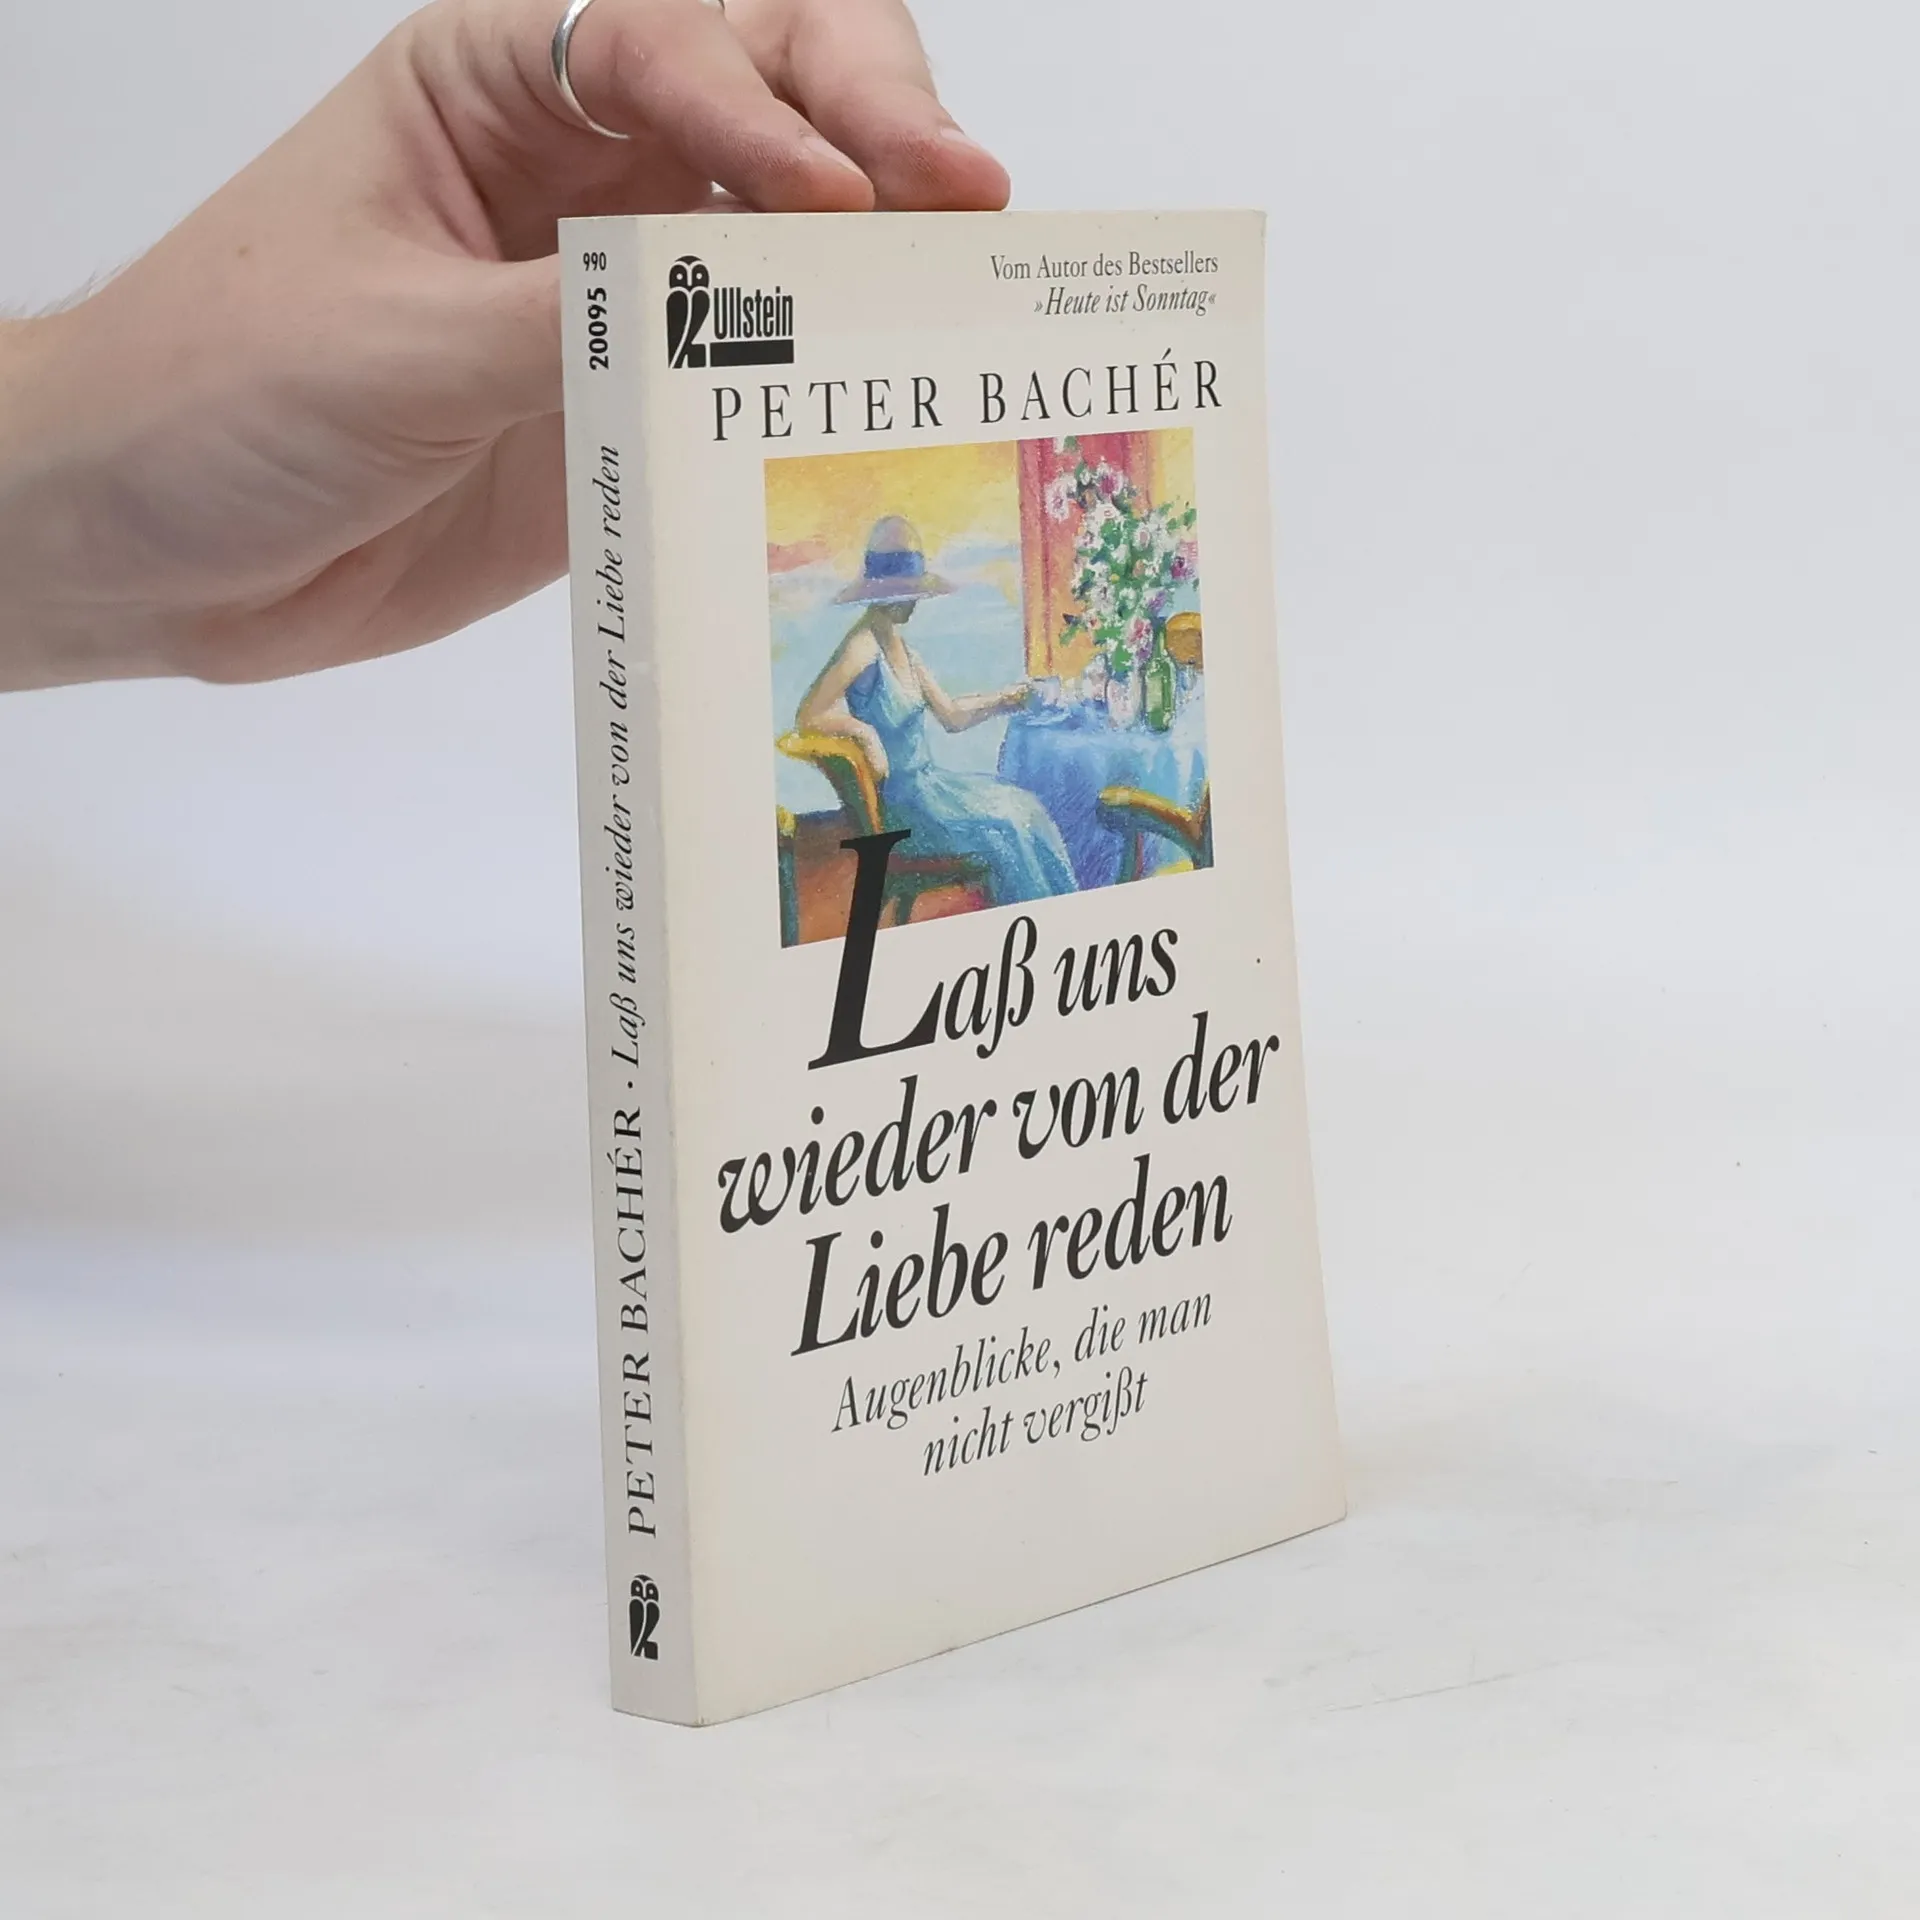 990
20095
PETER BACHÉR · Laß uns wieder von der Liebe reden
Ullstein
Vom Autor des Bestsellers
»Heute ist Sonntag«
PETER BACHÉR
Laß uns
wieder von der
Liebe reden
Augenblicke, die man
nicht vergißt